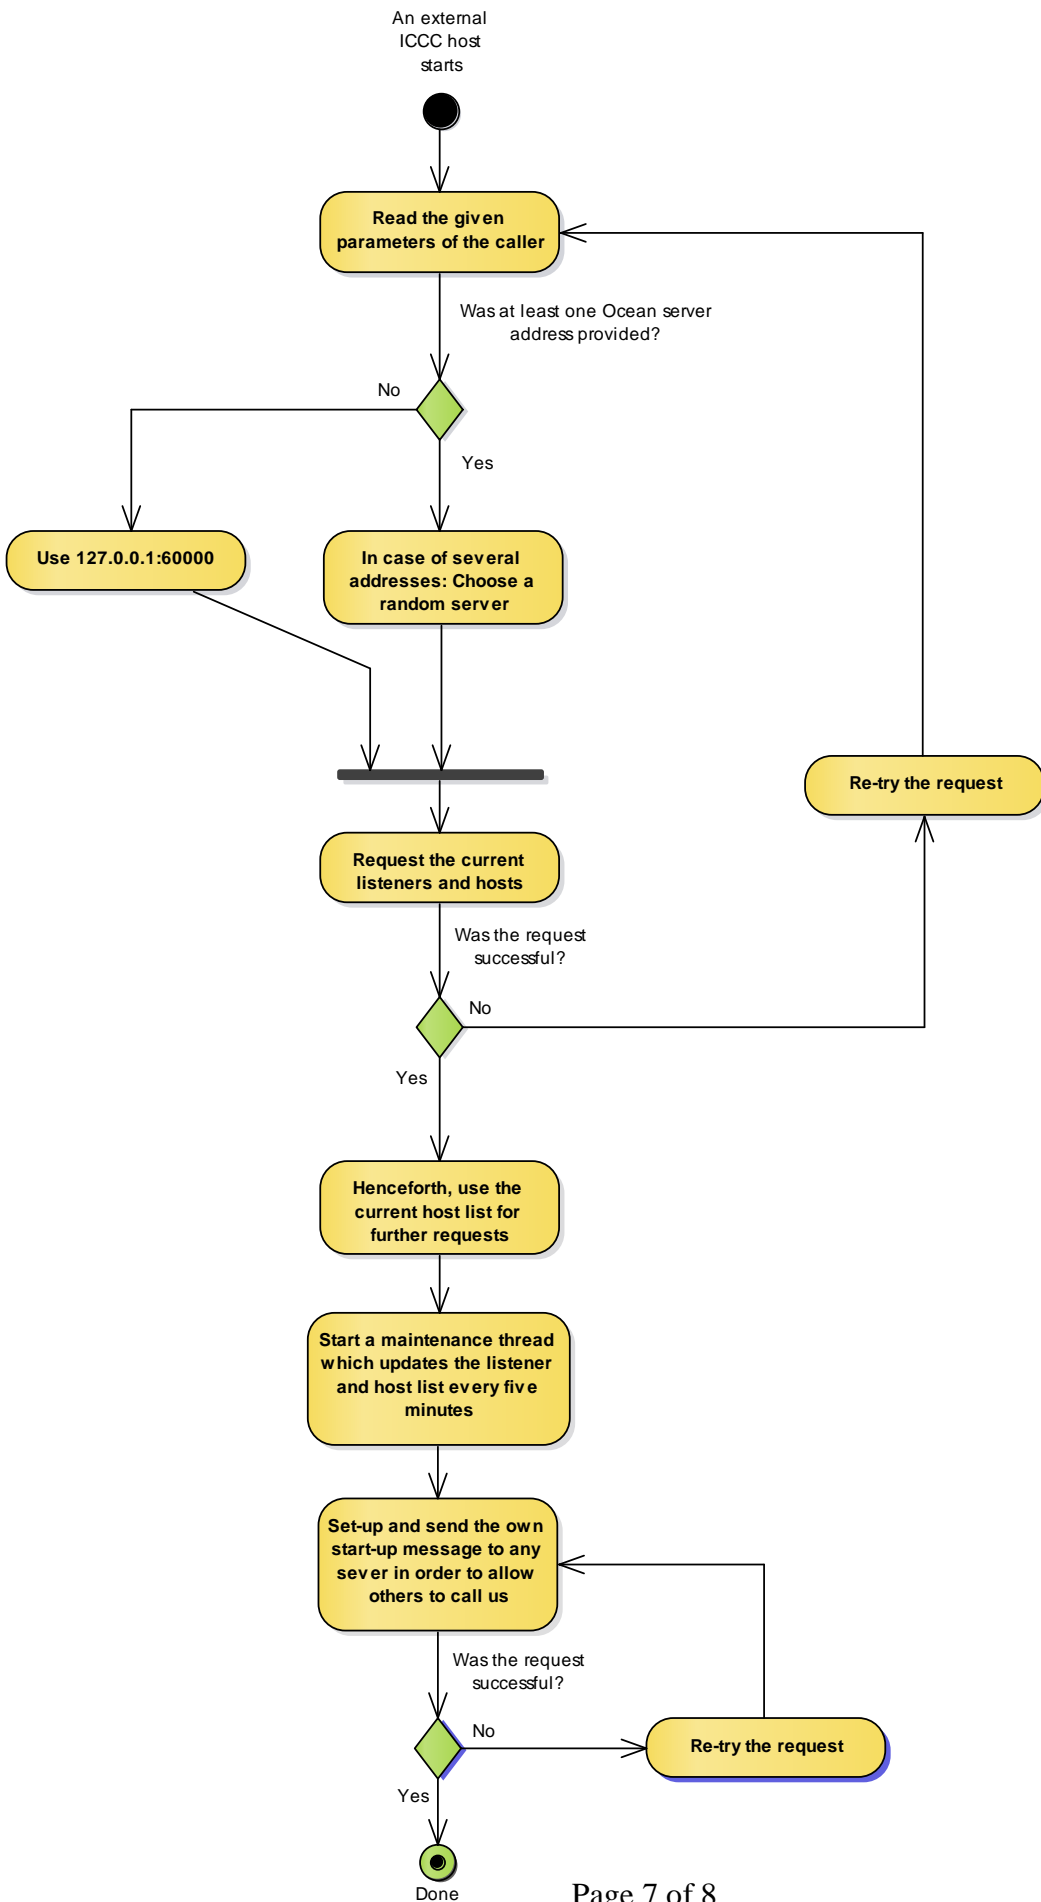 An external
ICCC host
starts
Read the given
parameters of the caller
Was at least one Ocean server
address provided?
No
Yes
Use 127.0.0.1:60000
In case of several
addresses: Choose a
random server
Re-try the request
Request the current
listeners and hosts
Was the request
successful?
No
Yes
Henceforth, use the
current host list for
further requests
Start a maintenance thread
which updates the listener
and host list every five
minutes
Set-up and send the own
start-up message to any
sever in order to allow
others to call us
Was the request
successful?
No
Re-try the request
Yes
Done
Page 7 of 8